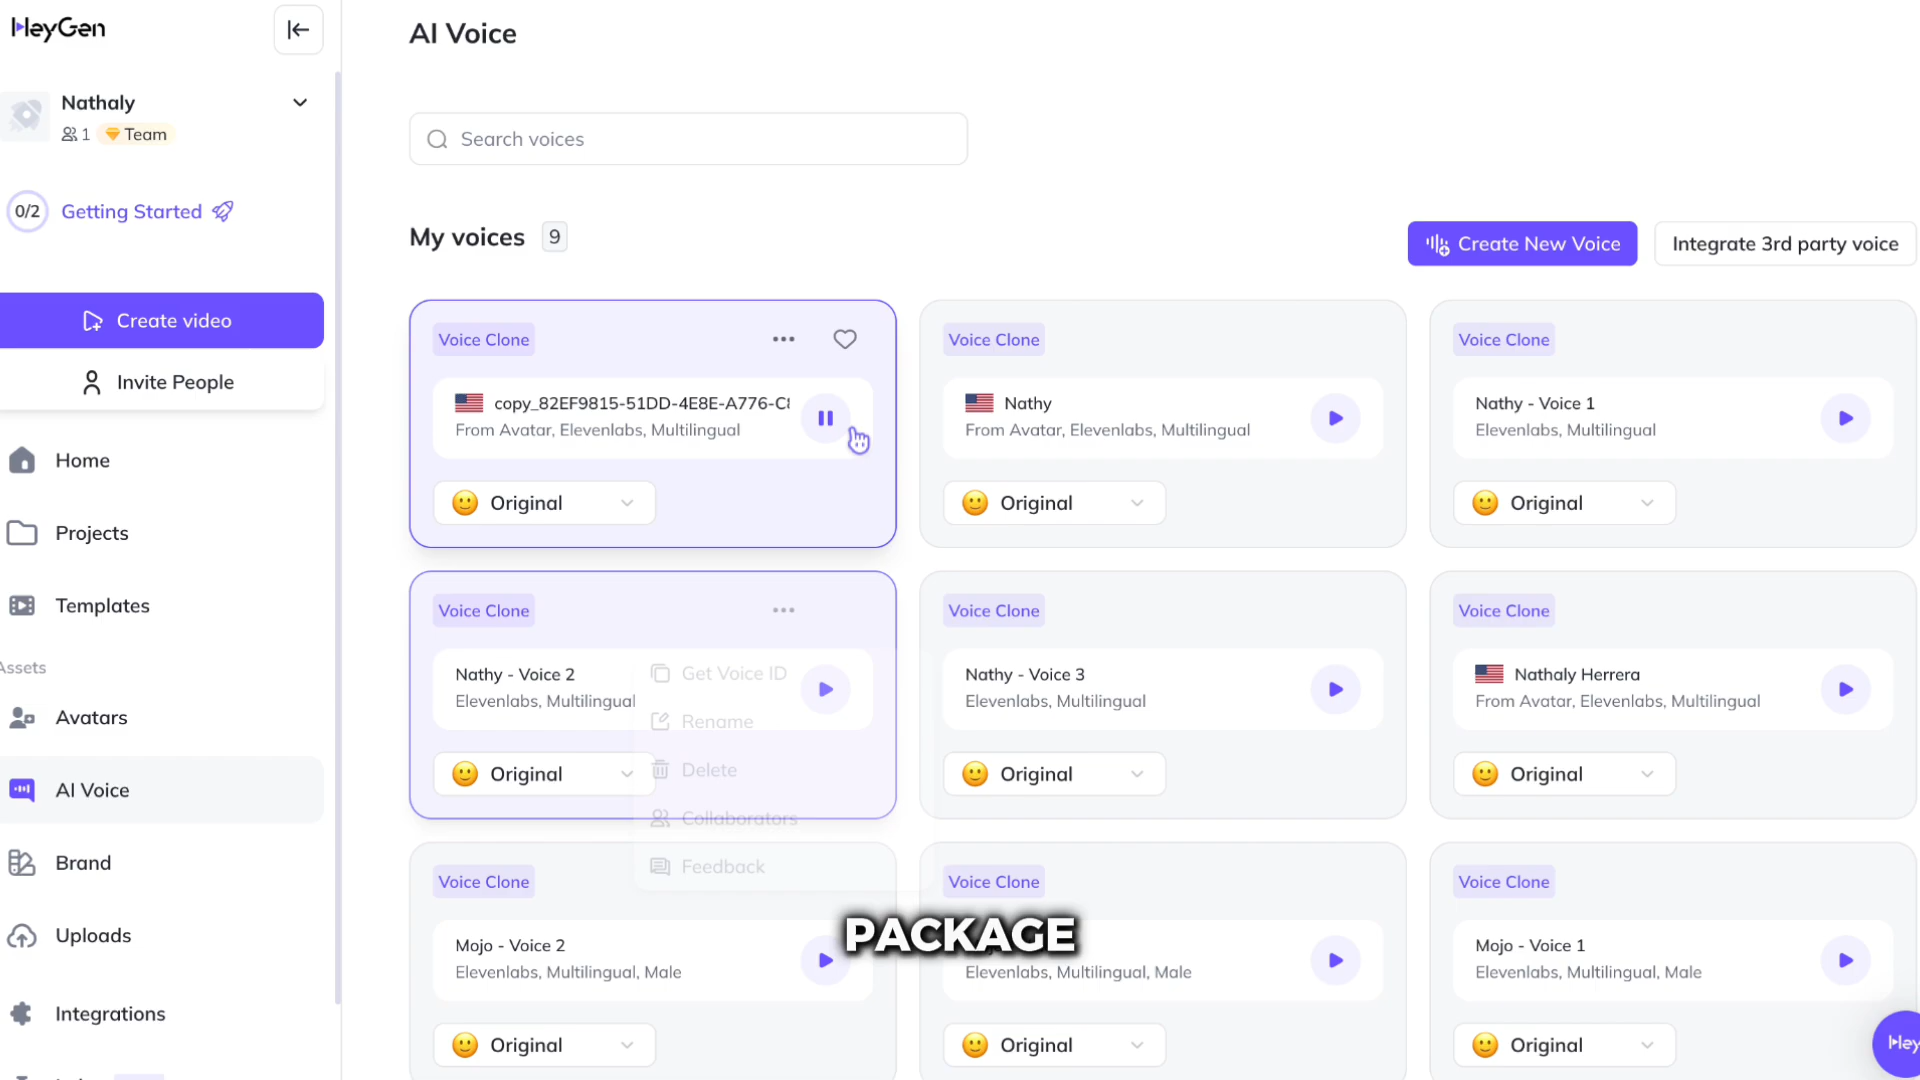 HeyGen
Nathaly
1 Team
0/2 Getting Started
Create video
Invite People
Home
Projects
Templates
Assets
Avatars
AI Voice
Brand
Uploads
Integrations
AI Voice
Search voices
My voices 9
Create New Voice
Integrate 3rd party voice
Voice Clone
copy_82EF9815-51DD-4E8E-A776-C8
From Avatar, Elevenlabs, Multilingual
Original
Voice Clone
Nathy
From Avatar, Elevenlabs, Multilingual
Original
Voice Clone
Nathy - Voice 1
Elevenlabs, Multilingual
Original
Voice Clone
Nathy - Voice 2
Elevenlabs, Multilingual
Original
Get Voice ID
Rename
Delete
Collaborators
Feedback
Voice Clone
Nathy - Voice 3
Elevenlabs, Multilingual
Original
Voice Clone
Nathaly Herrera
From Avatar, Elevenlabs, Multilingual
Original
Voice Clone
Mojo - Voice 2
Elevenlabs, Multilingual, Male
Original
PACKAGE
Voice Clone
Elevenlabs, Multilingual, Male
Original
Voice Clone
Mojo - Voice 1
Elevenlabs, Multilingual, Male
Original
Hey